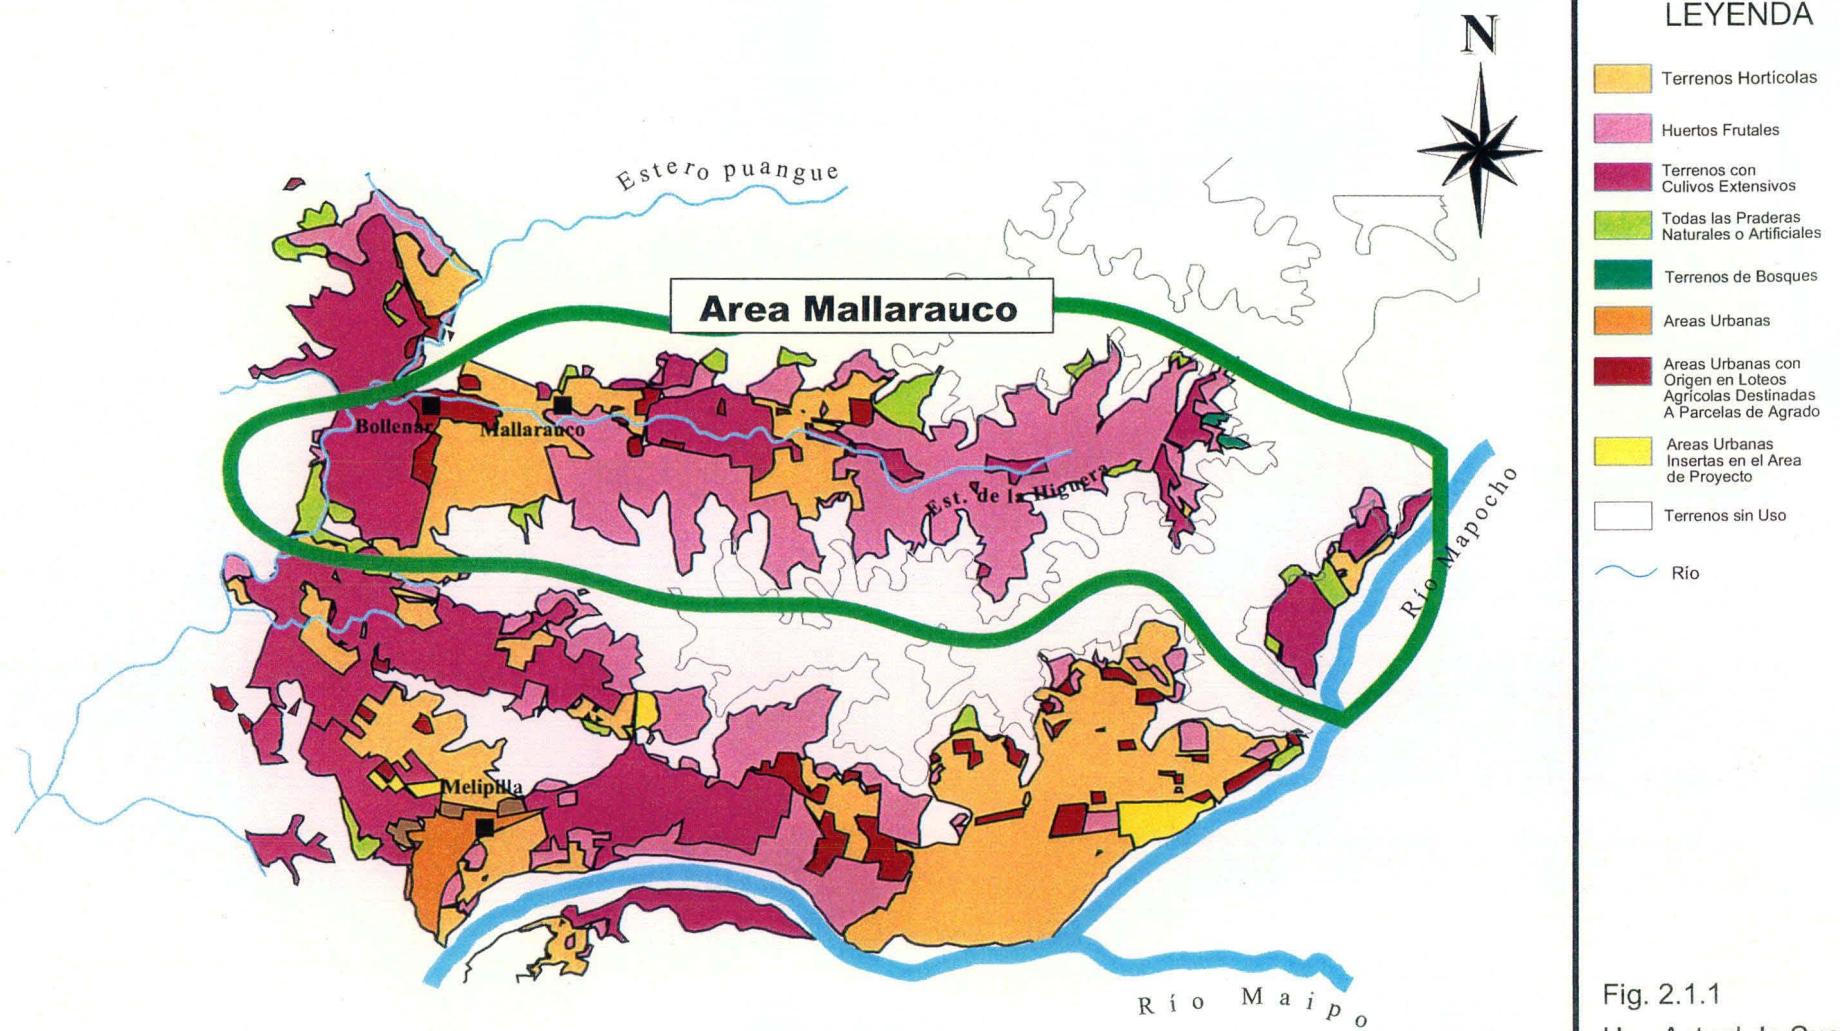 LEYENDA
N
Terrenos Hortícolas
Huertos Frutales
Terrenos con
Culivos Extensivos
Todas las Praderas
Naturales o Artificiales
Terrenos de Bosques
Areas Urbanas
Areas Urbanas con
Origen en Loteos
Agrícolas Destinadas
A Parcelas de Agrado
Areas Urbanas
Insertas en el Area
de Proyecto
Terrenos sin Uso
Río
Estero puangue
Area Mallarauco
Bollenar
Mallarauco
Est. de la Higuera
Río Mapocho
Melipilla
Río Maipo
Fig. 2.1.1